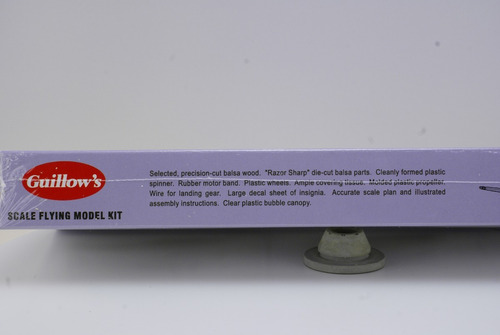 Guillow's
SCALE FLYING MODEL KIT
Selected, precision-cut balsa wood. "Razor Sharp" die-cut balsa parts. Cleanly formed plastic
spinner. Rubber motor band. Plastic wheels. Ample covering tissue. Molded plastic propeller.
Wire for landing gear. Large decal sheet of insignia. Accurate scale plan and illustrated
assembly instructions. Clear plastic bubble canopy.